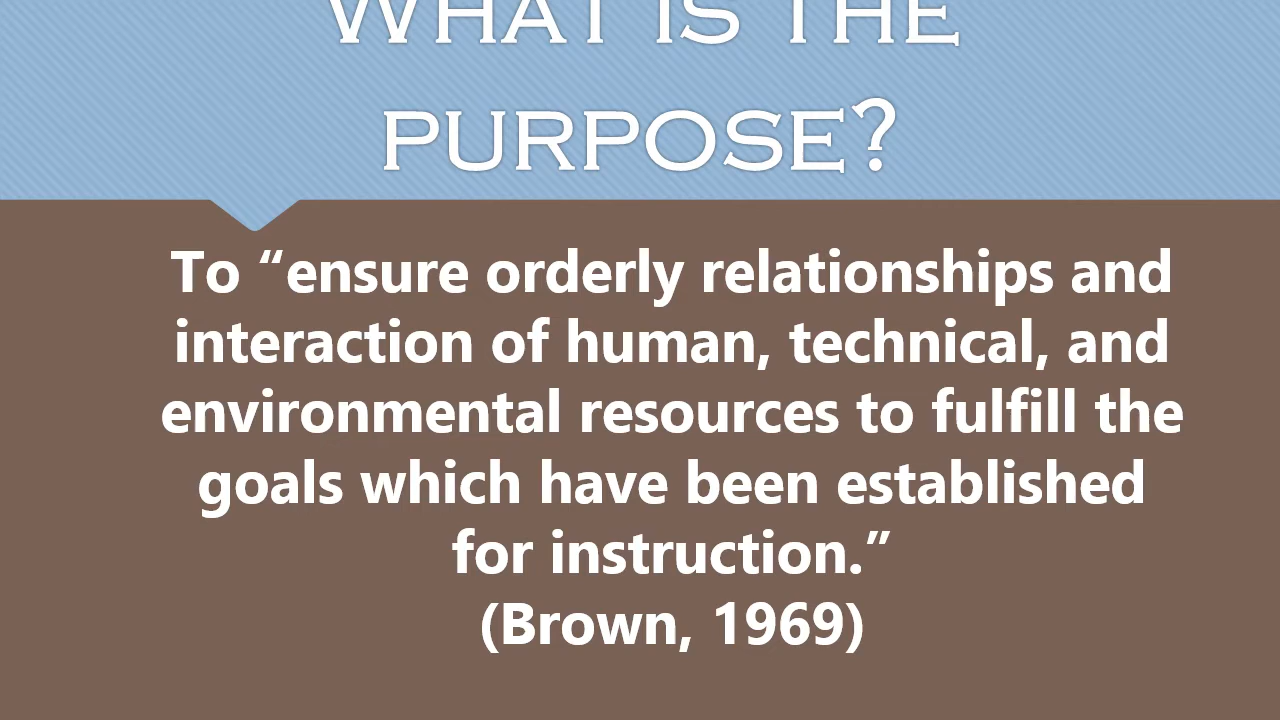 WHAT IS THE
PURPOSE?
To “ensure orderly relationships and
interaction of human, technical, and
environmental resources to fulfill the
goals which have been established
for instruction.”
(Brown, 1969)